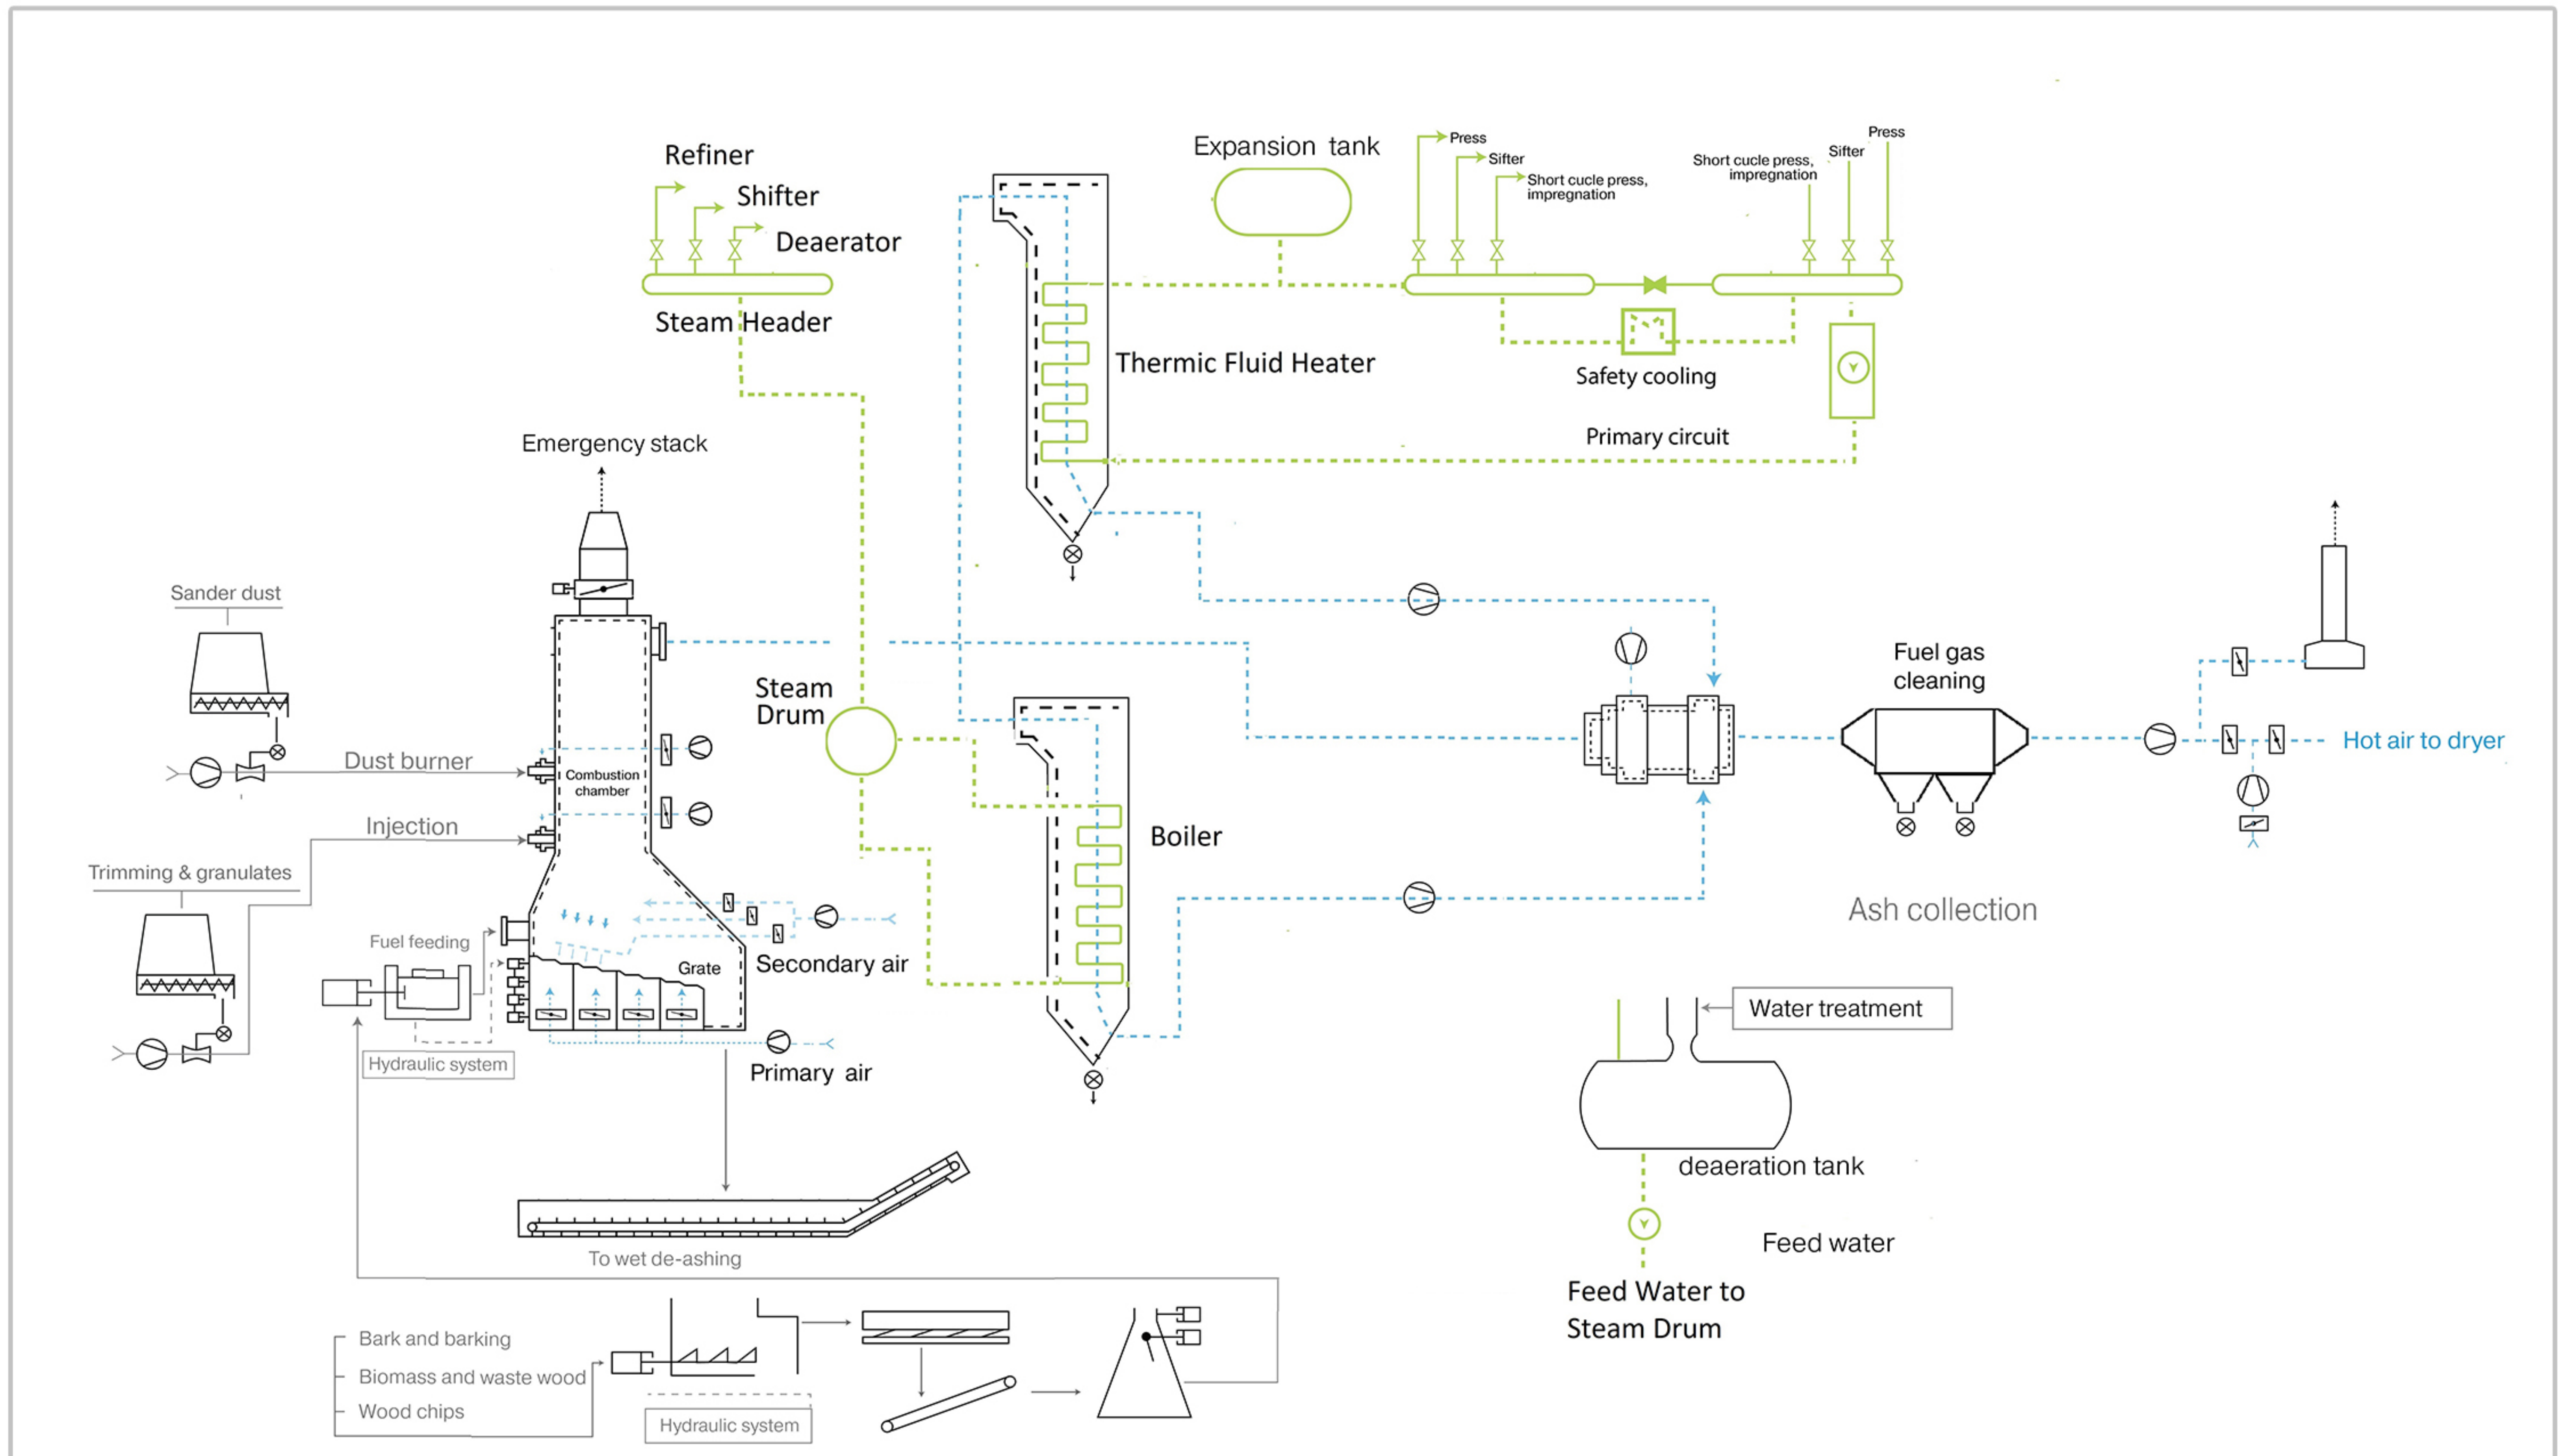 Refiner
Shifter
Deaerator
Steam Header
Expansion tank
Press
Sifter
Short cucle press,
impregnation
Press
Sifter
Short cucle press,
impregnation
Thermic Fluid Heater
Safety cooling
Primary circuit
Emergency stack
Sander dust
Dust burner
Combustion
chamber
Injection
Trimming & granulates
Steam
Drum
Fuel gas
cleaning
Hot air to dryer
Boiler
Ash collection
Fuel feeding
Grate
Secondary air
Hydraulic system
Primary air
Water treatment
deaeration tank
Feed water
Feed Water to
Steam Drum
To wet de-ashing
Bark and barking
Biomass and waste wood
Wood chips
Hydraulic system